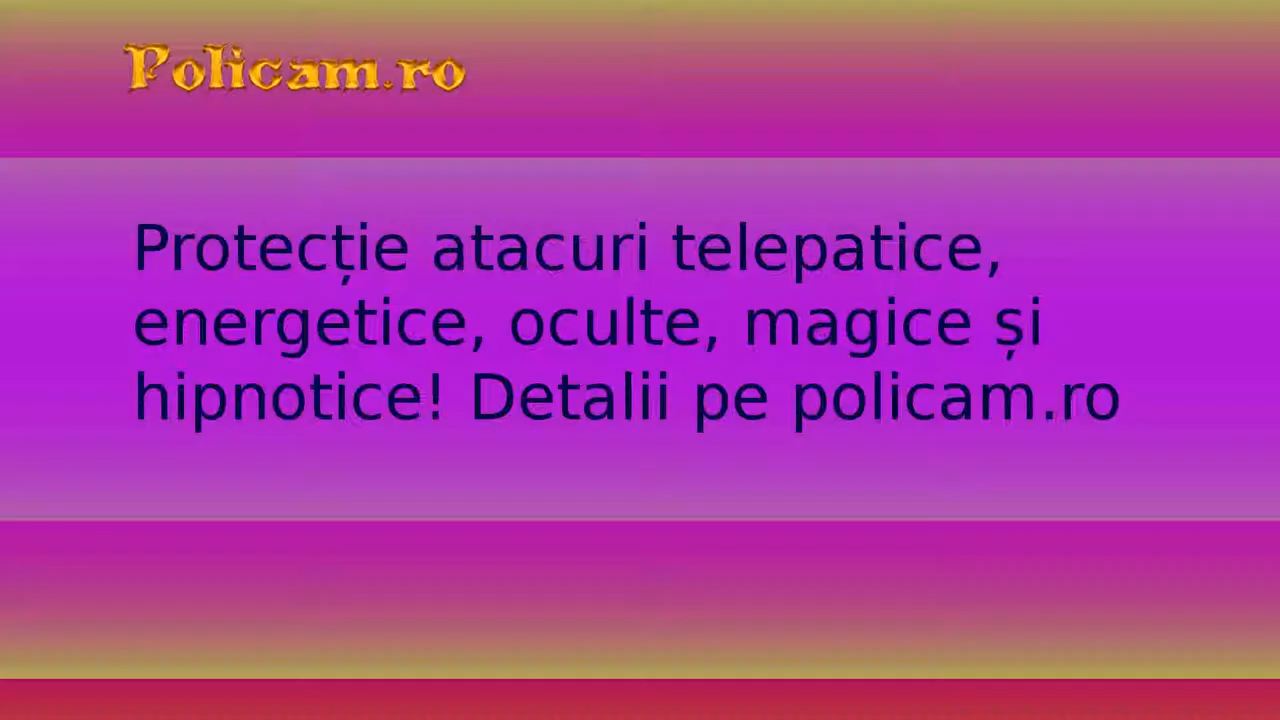 Policam.ro
Protecție atacuri telepatice,
energetice, oculte, magice și
hipnotice! Detalii pe policam.ro